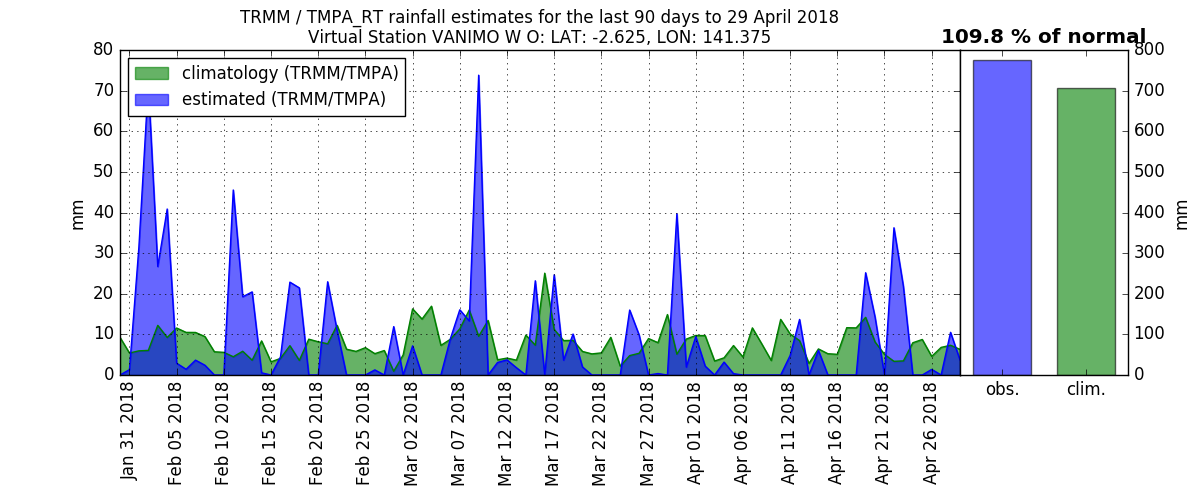 TRMM / TMPA_RT rainfall estimates for the last 90 days to 29 April 2018
Virtual Station VANIMO W O: LAT: -2.625, LON: 141.375
109.8 % of normal
climatology (TRMM/TMPA)
estimated (TRMM/TMPA)
80
70
60
50
40
30
20
10
0
mm
800
700
600
500
400
300
200
100
0
mm
Jan 31 2018
Feb 05 2018
Feb 10 2018
Feb 15 2018
Feb 20 2018
Feb 25 2018
Mar 02 2018
Mar 07 2018
Mar 12 2018
Mar 17 2018
Mar 22 2018
Mar 27 2018
Apr 01 2018
Apr 06 2018
Apr 11 2018
Apr 16 2018
Apr 21 2018
Apr 26 2018
obs.
clim.